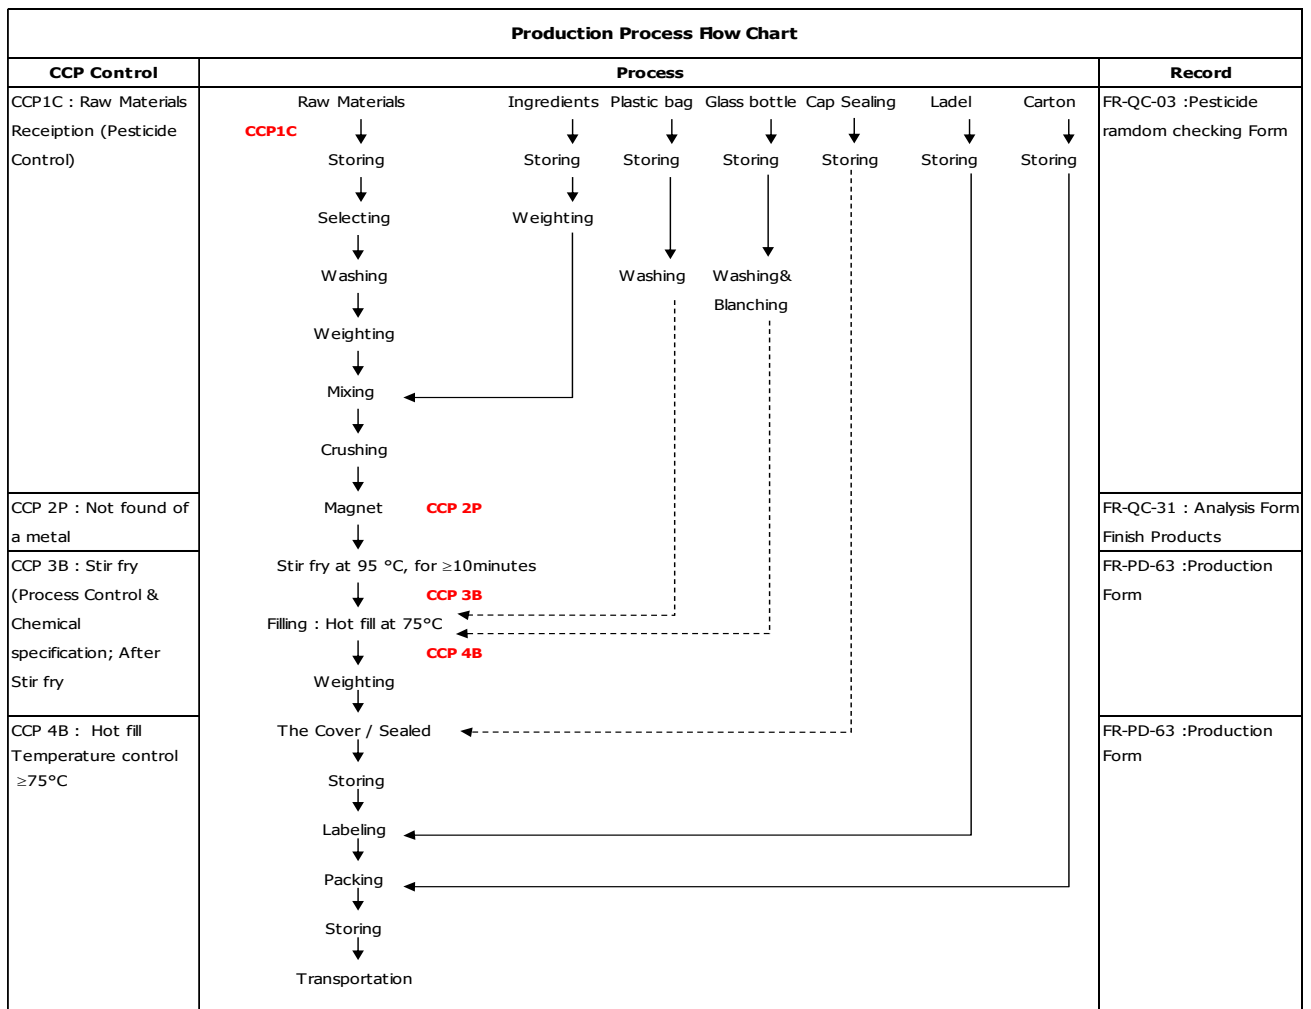 Production Process Flow Chart
CCP Control
Process
Record
CCP1C : Raw Materials
Receiption (Pesticide
Control)
Raw Materials
Ingredients
Plastic bag
Glass bottle
Cap Sealing
Ladel
Carton
FR-QC-03 :Pesticide
ramdom checking Form
CCP1C
Storing
Storing
Storing
Storing
Storing
Storing
Storing
Selecting
Weighting
Washing
Washing
Washing&
Blanching
Weighting
Mixing
Crushing
CCP 2P : Not found of
a metal
Magnet
CCP 2P
FR-QC-31 : Analysis Form
Finish Products
CCP 3B : Stir fry
(Process Control &
Chemical
specification; After
Stir fry
Stir fry at 95 °C, for ≥10minutes
CCP 3B
Filling : Hot fill at 75°C
CCP 4B
Weighting
FR-PD-63 :Production
Form
CCP 4B : Hot fill
Temperature control
≥75°C
The Cover / Sealed
FR-PD-63 :Production
Form
Storing
Labeling
Packing
Storing
Transportation